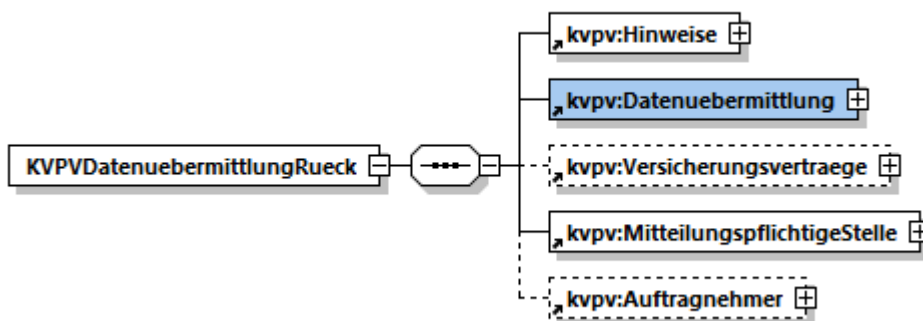 kvpv:Hinweise
kvpv:Datenuebermittlung
KVPVDatenuebermittlungRueck
kvpv:Versicherungsvertraege
kvpv:MitteilungspflichtigeStelle
kvpv:Auftragnehmer